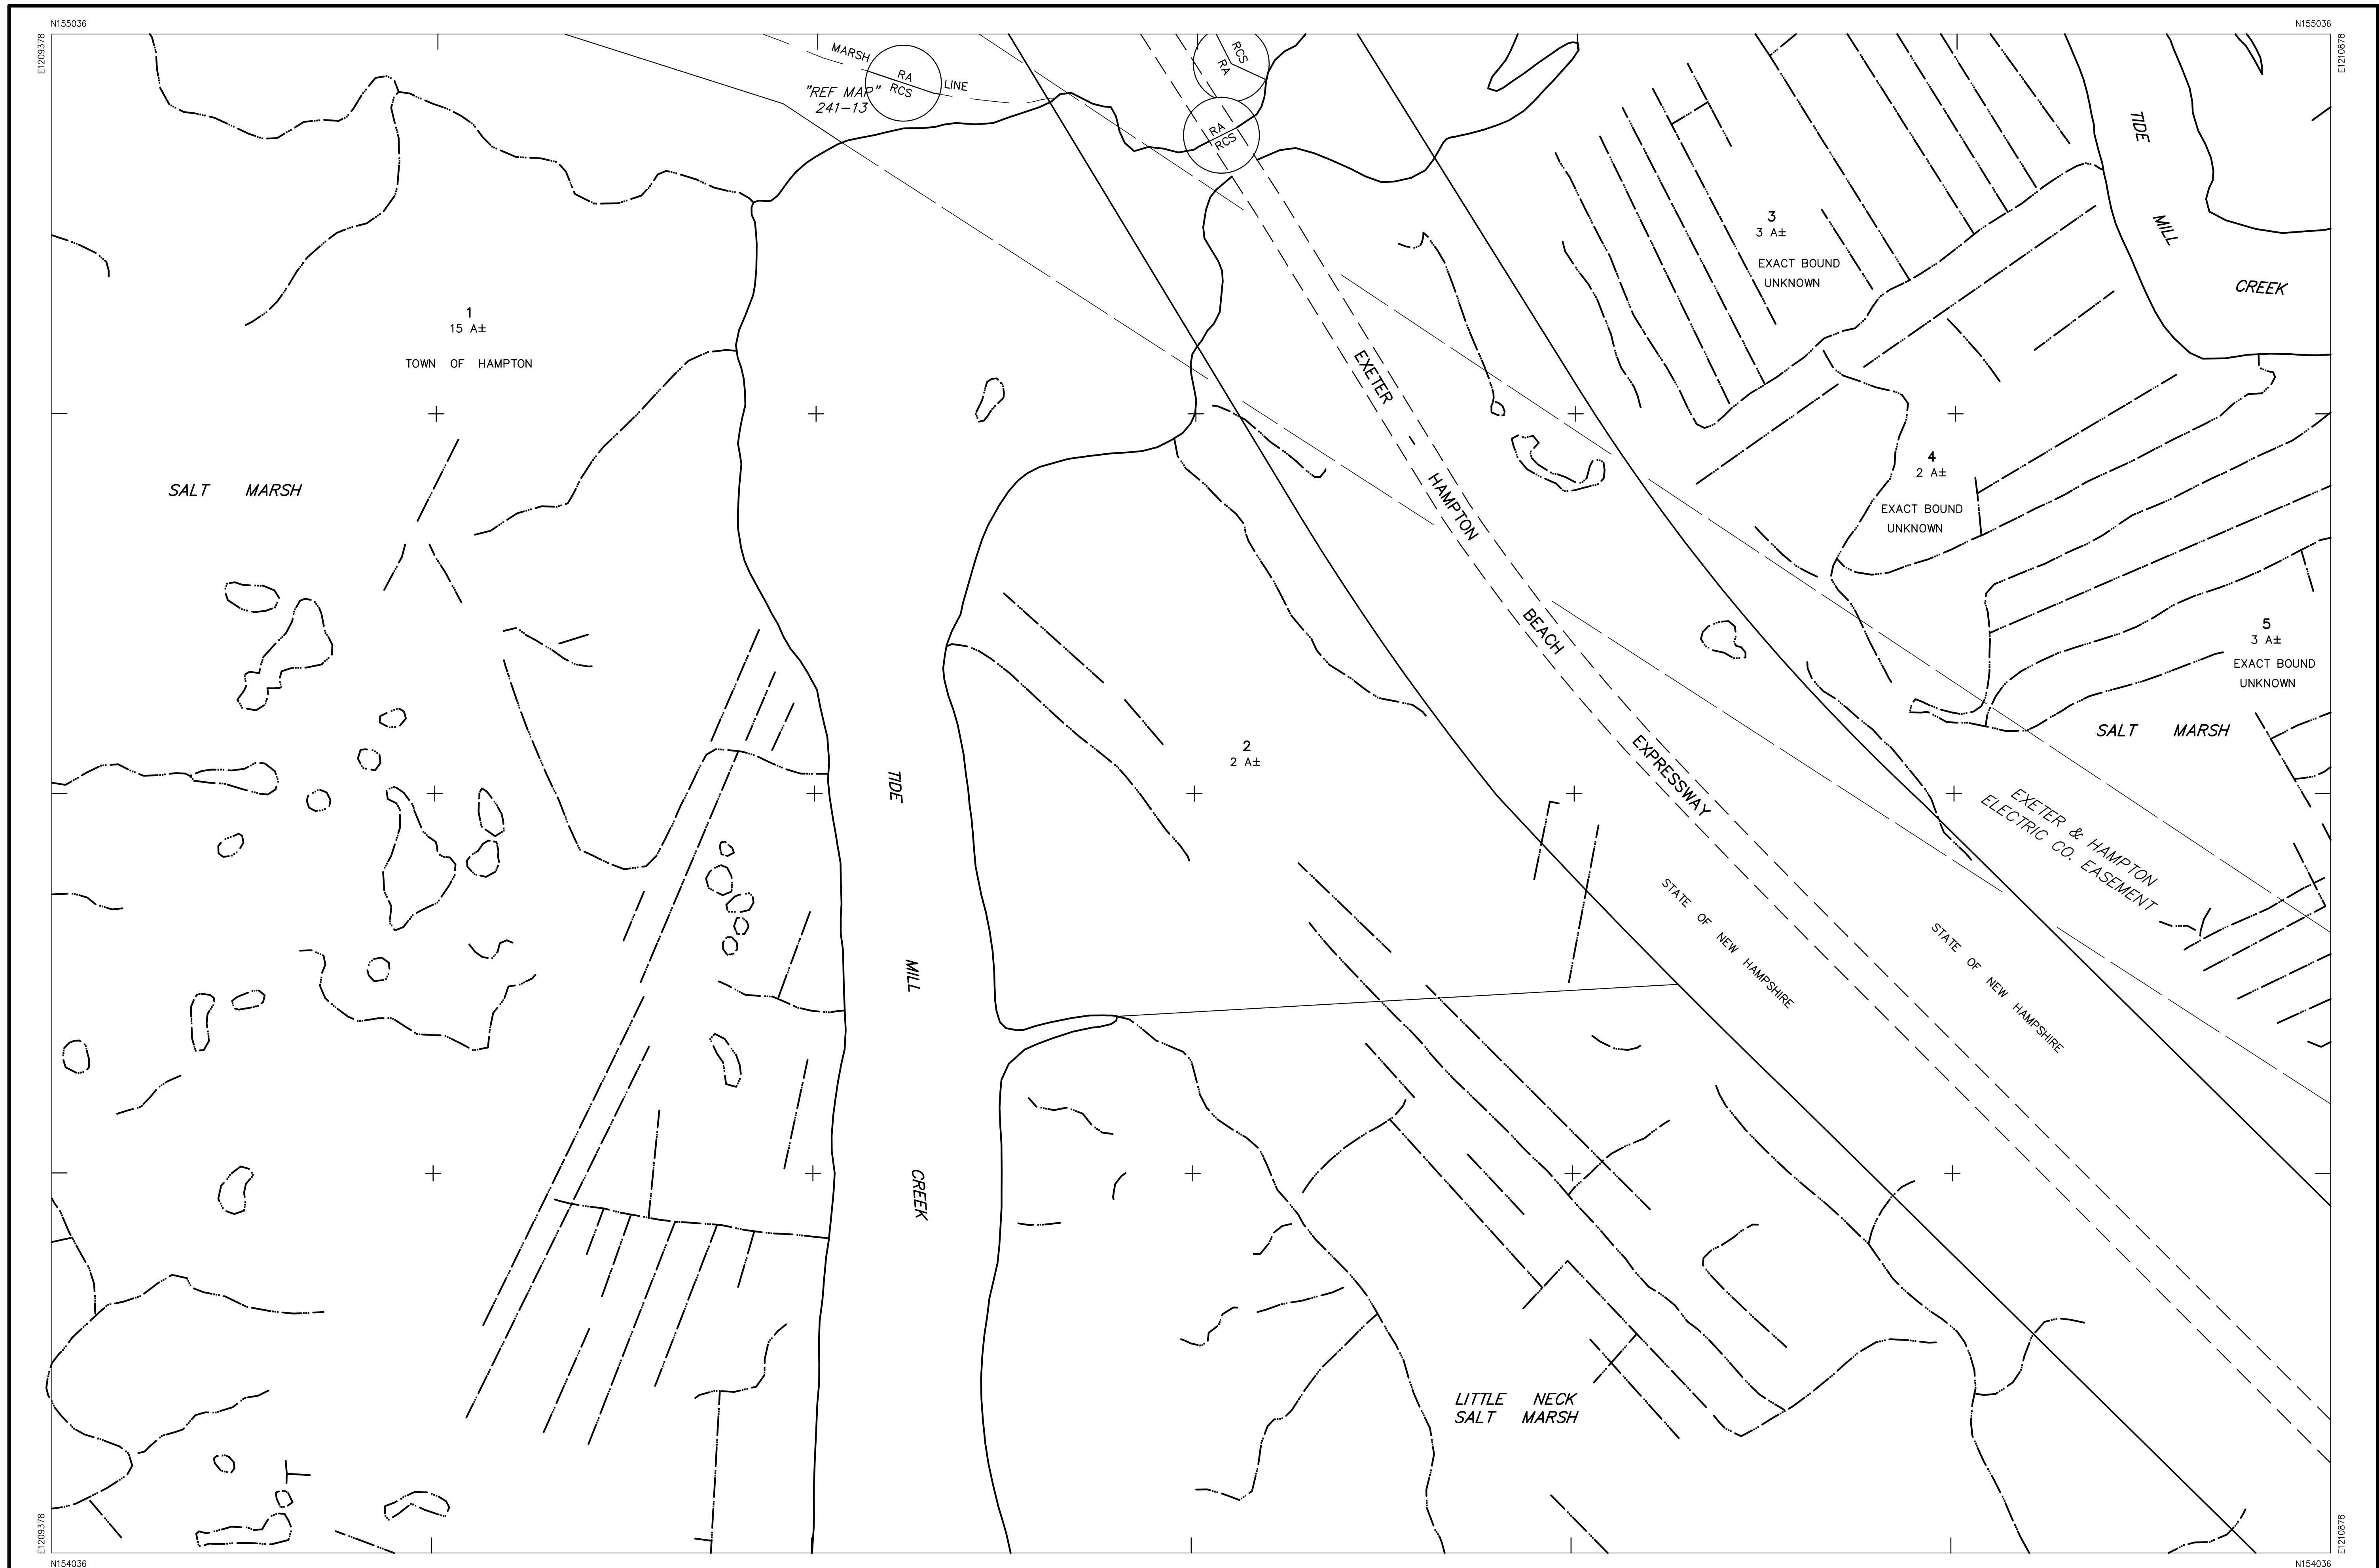 N155036
N155036
E1209378
E1210878
MARSH
LINE
RA
RCS
RCS
RA
"REF MAP"
241-13
RA
RCS
TIDE
MILL
CREEK
3
3 A±
EXACT BOUND
UNKNOWN
1
15 A±
TOWN OF HAMPTON
EXETER - HAMPTON BEACH EXPRESSWAY
SALT MARSH
4
2 A±
EXACT BOUND
UNKNOWN
5
3 A±
EXACT BOUND
UNKNOWN
SALT MARSH
2
2 A±
TIDE
MILL
CREEK
EXETER & HAMPTON
ELECTRIC CO. EASEMENT
STATE OF NEW HAMPSHIRE
STATE OF NEW HAMPSHIRE
LITTLE NECK
SALT MARSH
E1209378
E1210878
N154036
N154036